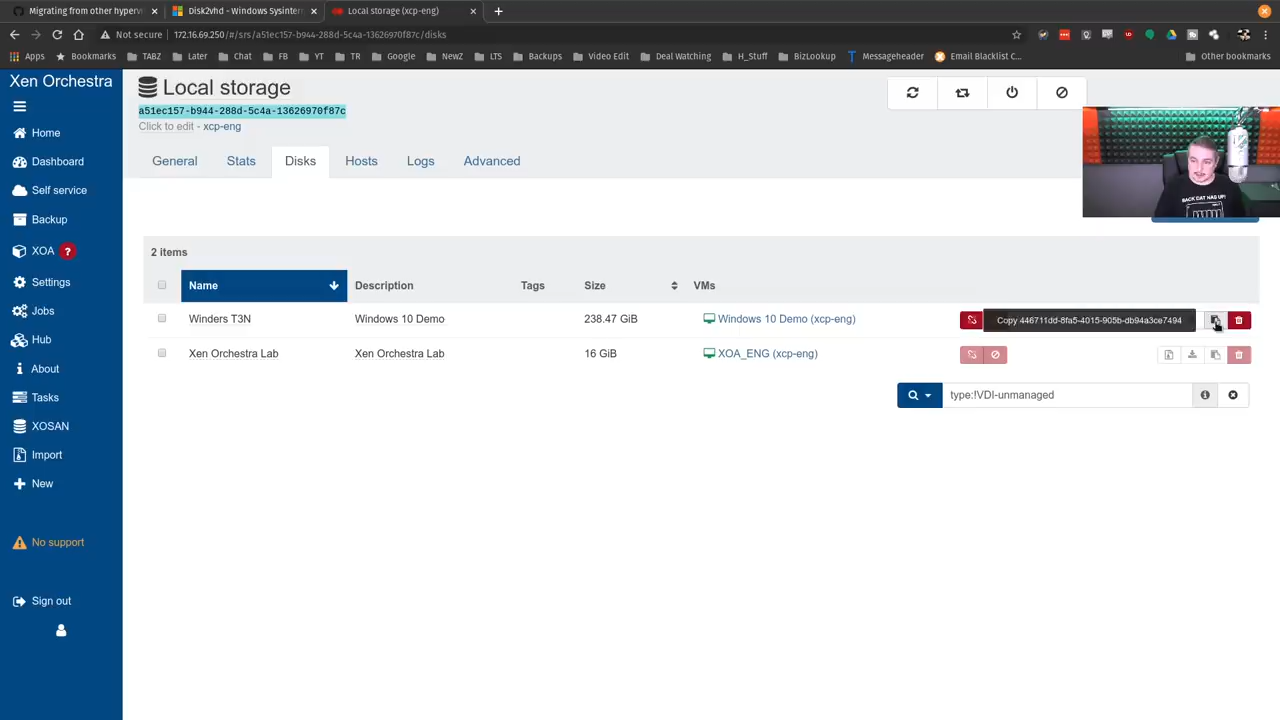 Migrating from other hyperv
Disk2vhd - Windows Sysintern
Local storage (xcp-eng)
Not secure
172.16.69.250/#/srs/a51ec157-b944-288d-5c4a-13626970f87c/disks
Apps
Bookmarks
TABZ
Later
Chat
FB
YT
TR
Google
NewZ
LTS
Backups
Video Edit
Deal Watching
H_Stuff
BizLookup
Messageheader
Email Blacklist C...
Other bookmarks
Xen Orchestra
Home
Dashboard
Self service
Backup
XOA ?
Settings
Jobs
Hub
About
Tasks
XOSAN
Import
New
No support
Sign out
Local storage
a51ec157-b944-288d-5c4a-13626970f87c
Click to edit - xcp-eng
General
Stats
Disks
Hosts
Logs
Advanced
BACK DAT HAS UP!
2 items
Name
Description
Tags
Size
VMs
Winders T3N
Windows 10 Demo
238.47 GiB
Windows 10 Demo (xcp-eng)
Copy 446711dd-8fa5-4015-905b-db94a3ce7494
Xen Orchestra Lab
Xen Orchestra Lab
16 GiB
XOA_ENG (xcp-eng)
type:!VDI-unmanaged